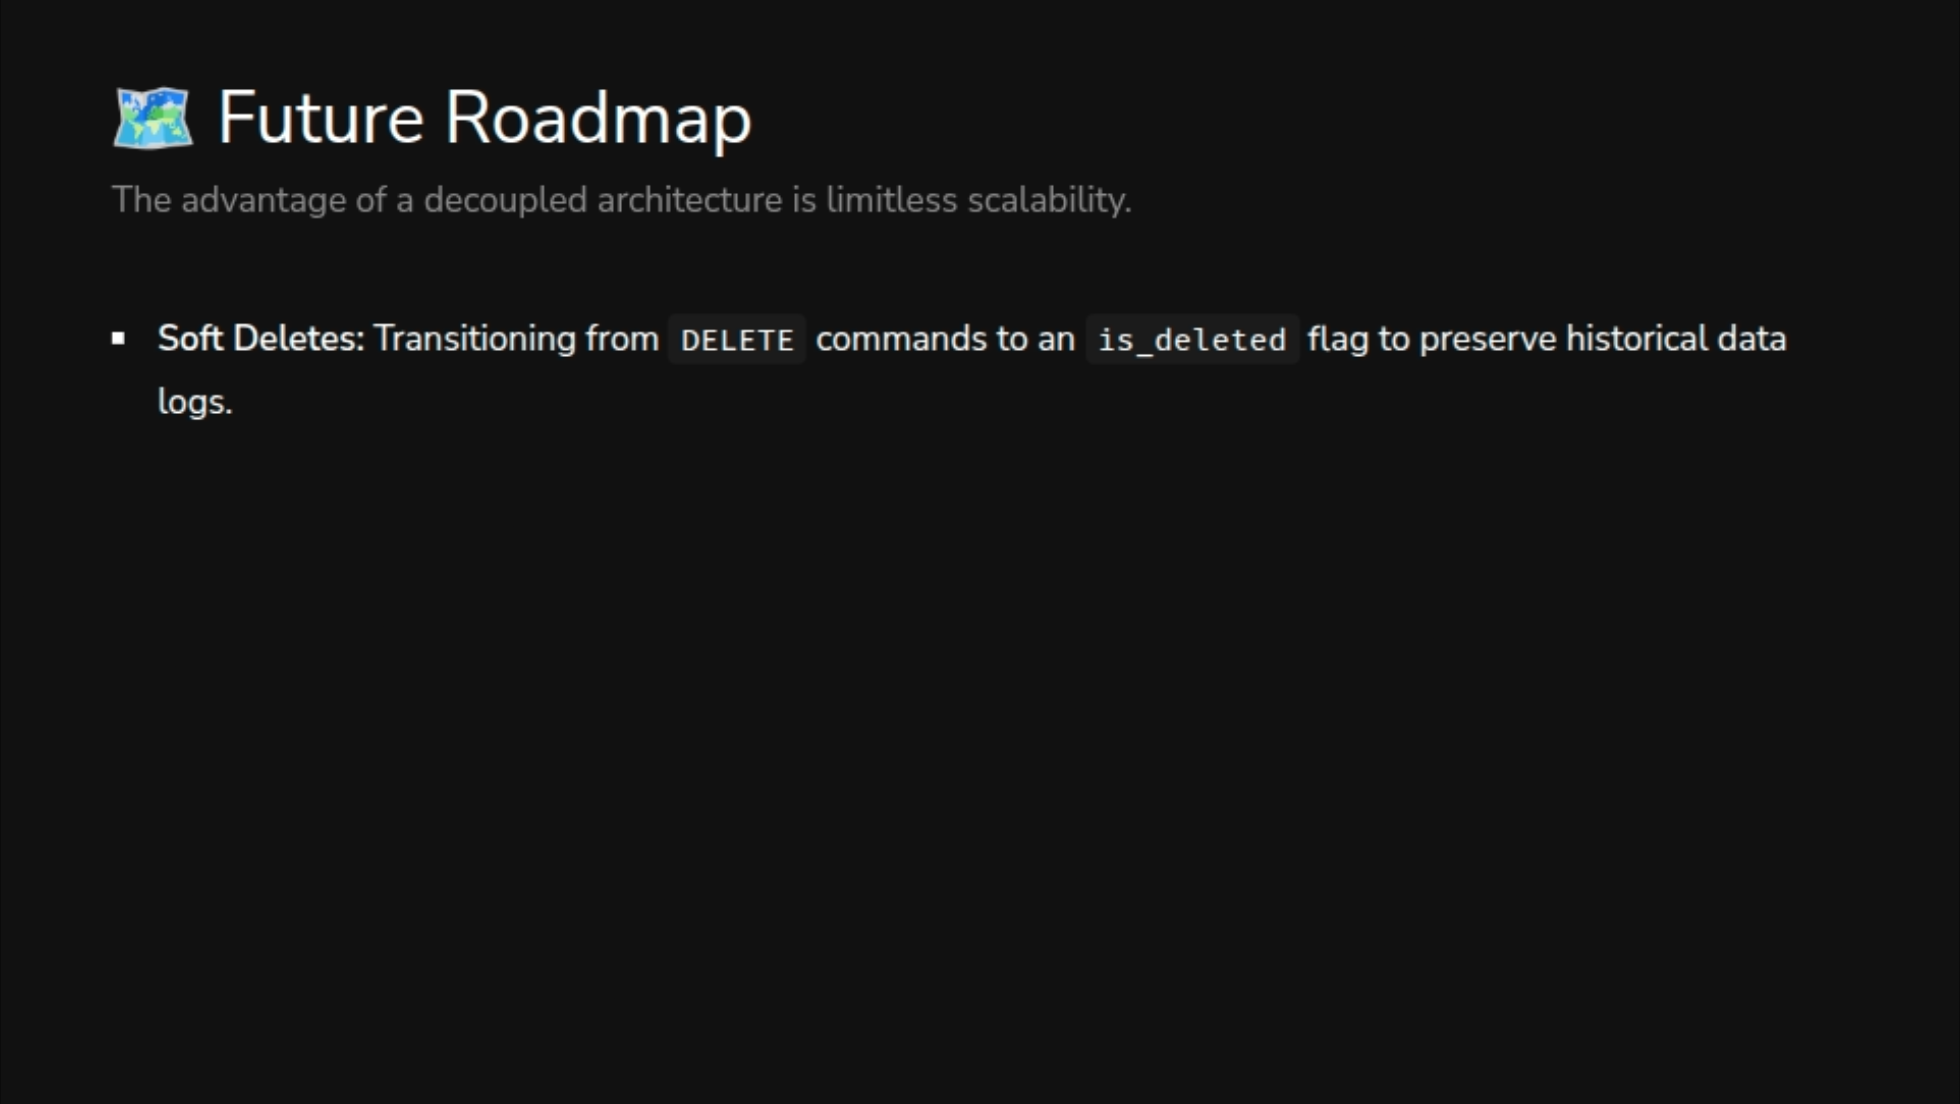 Future Roadmap
The advantage of a decoupled architecture is limitless scalability.
Soft Deletes: Transitioning from DELETE commands to an is_deleted flag to preserve historical data
logs.